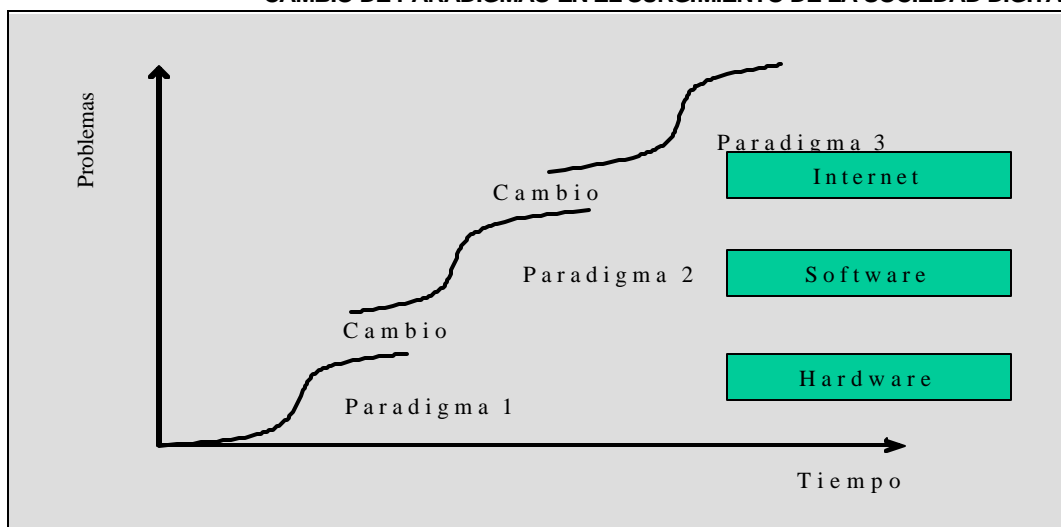 CAMBIO DE PARADIGMAS EN EL SURGIMIENTO DE LA SOCIEDAD
Problemas
Paradigma 3
Internet
Cambio
Paradigma 2
Software
Cambio
Hardware
Paradigma 1
Tiempo